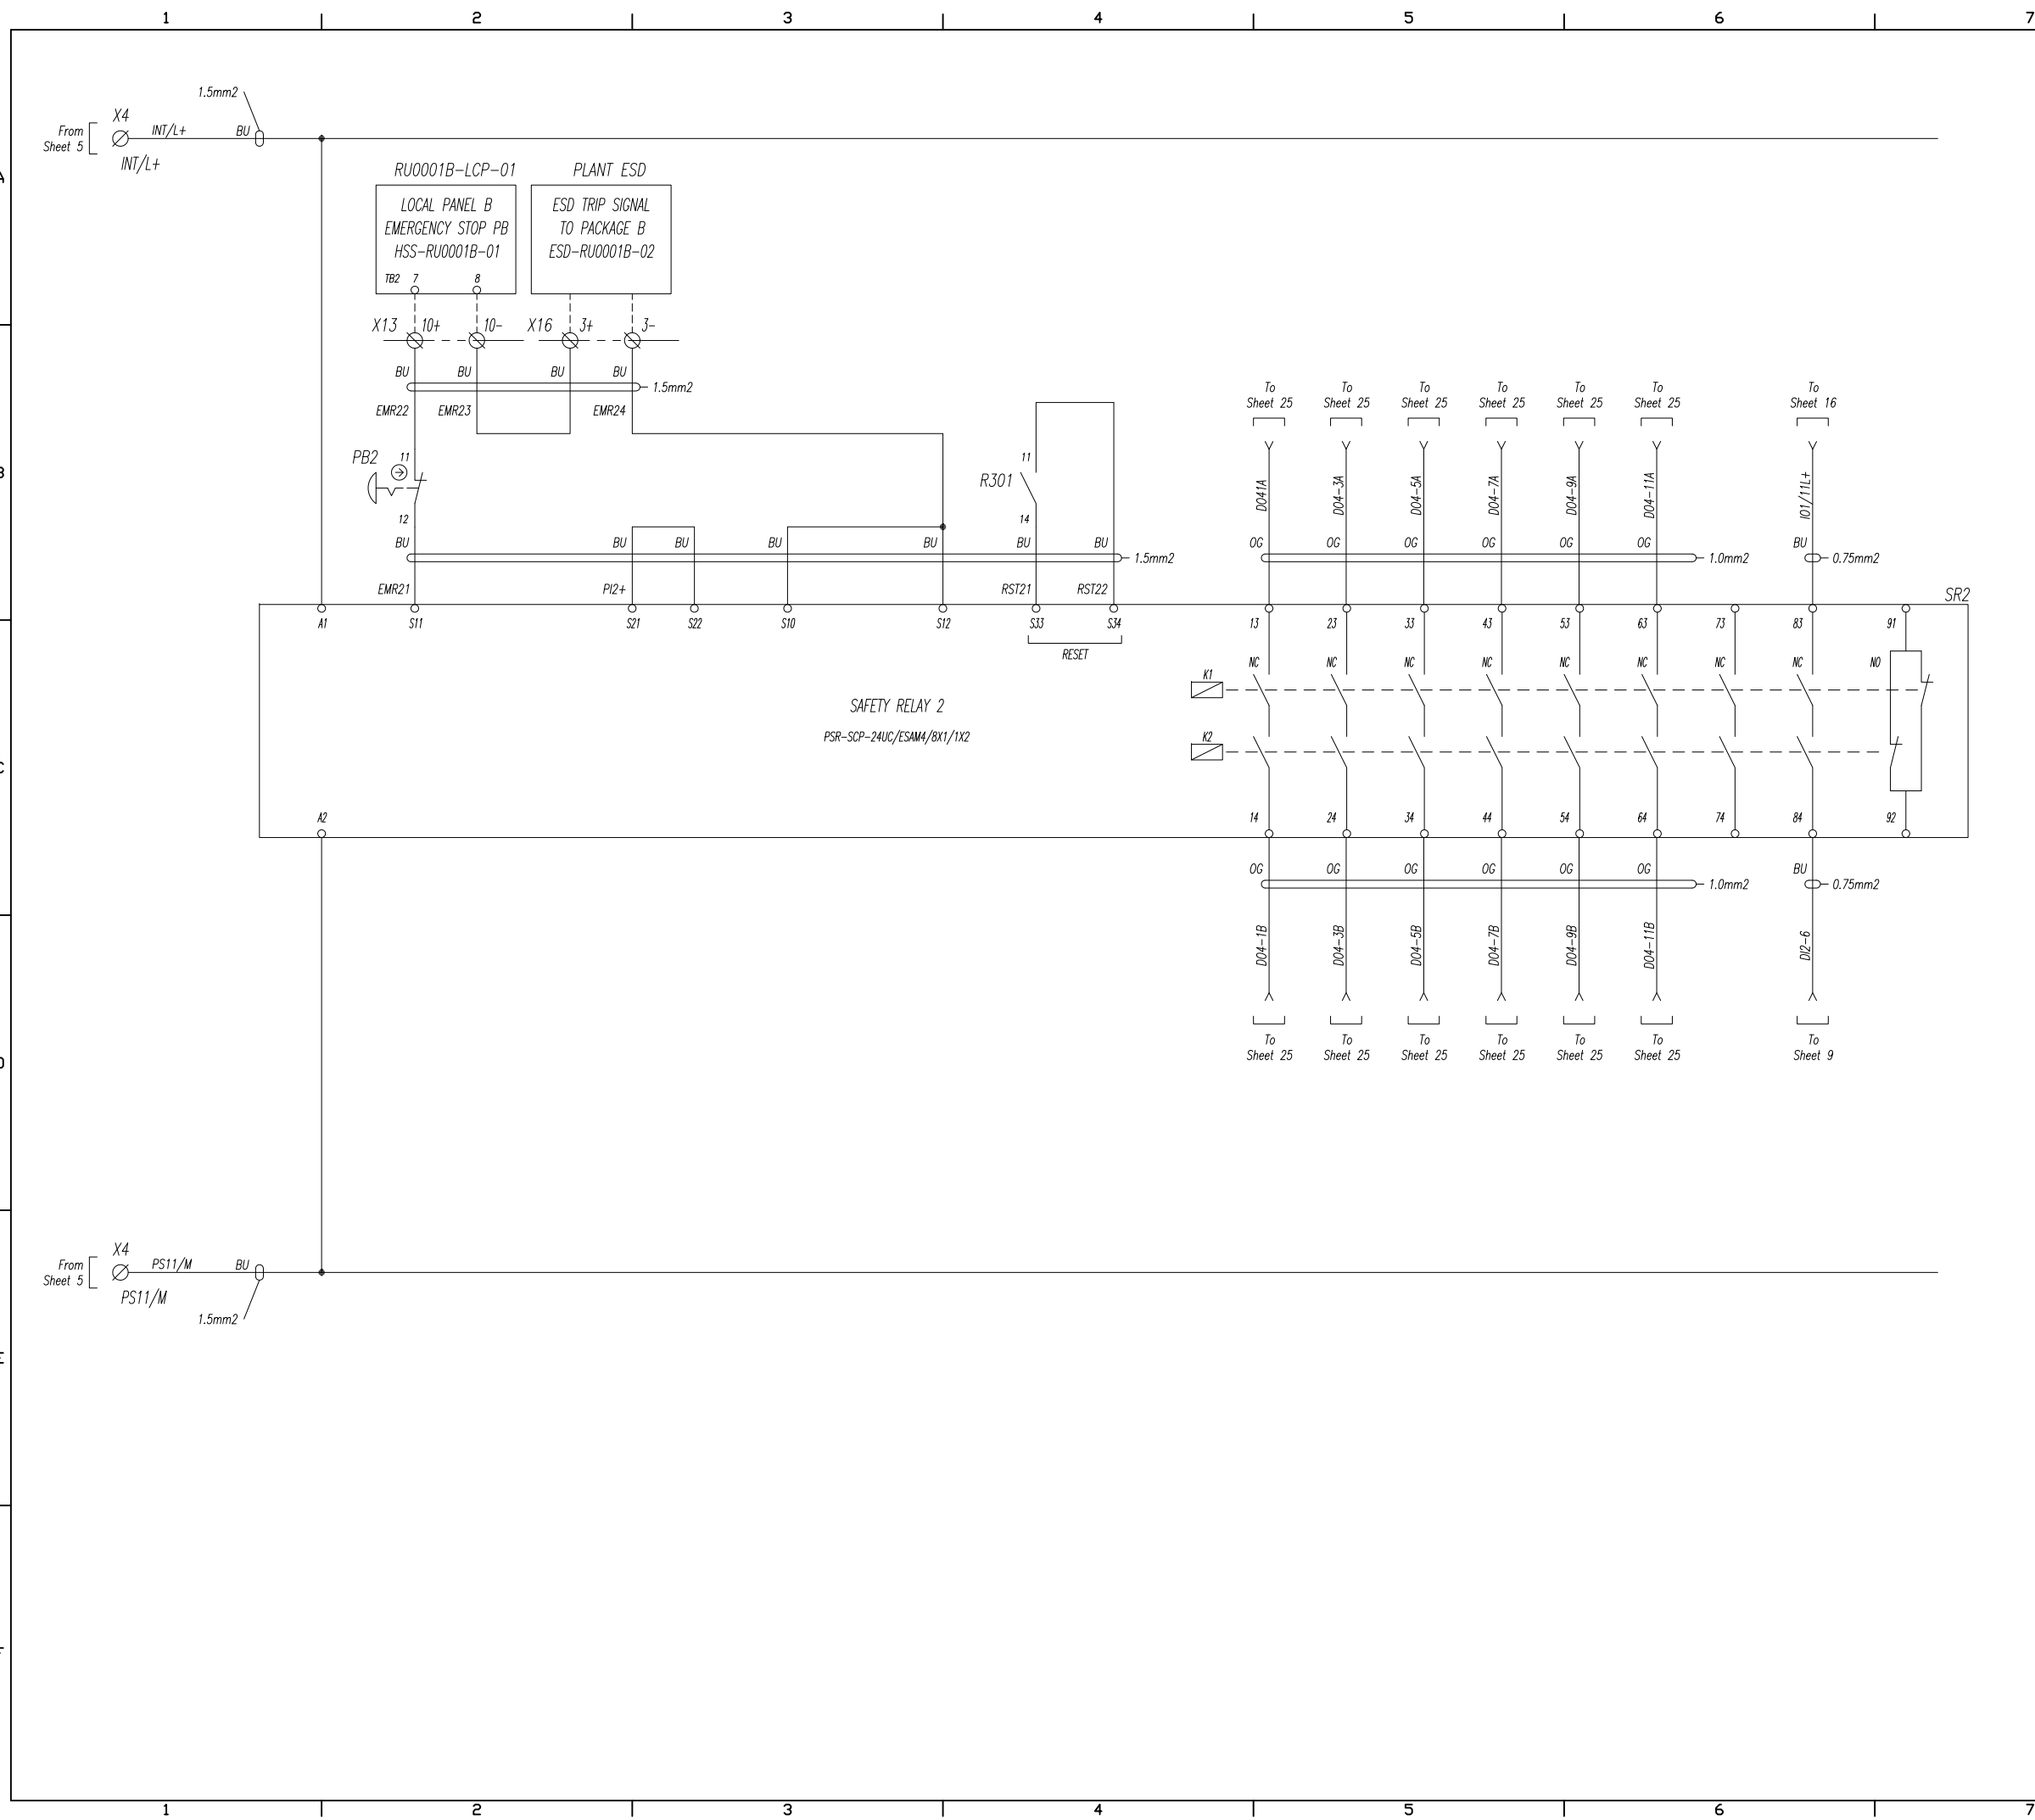 1 2 3 4 5 6 7
1.5mm2
X4
From
Sheet 5
INT/L+ BU
INT/L+
A
RU0001B-LCP-01 PLANT ESD
LOCAL PANEL B
EMERGENCY STOP PB
HSS-RU0001B-01
TB2 7 8
ESD TRIP SIGNAL
TO PACKAGE B
ESD-RU0001B-02
X13 10+ 10- X16 3+ 3-
BU BU BU BU
1.5mm2
EMR22 EMR23 EMR24
To To To To To To To
Sheet 25 Sheet 25 Sheet 25 Sheet 25 Sheet 25 Sheet 25 Sheet 16
PB2 11
B
R301 11
DO41A DO4-3A DO4-5A DO4-7A DO4-9A DO4-11A IO1/11L+
12 14
BU BU BU BU BU BU BU
1.5mm2
OG OG OG OG OG OG
1.0mm2
BU
0.75mm2
EMR21 PI2+ RST21 RST22
SR2
A1 S11 S21 S22 S10 S12 S33 S34
13 23 33 43 53 63 73 83 91
RESET
NC NC NC NC NC NC NC NC NO
K1
SAFETY RELAY 2
PSR-SCP-24UC/ESAM4/8X1/1X2
K2
C
A2
14 24 34 44 54 64 74 84 92
OG OG OG OG OG OG
1.0mm2
BU
0.75mm2
DO4-1B DO4-3B DO4-5B DO4-7B DO4-9B DO4-11B DI2-6
To To To To To To To
Sheet 25 Sheet 25 Sheet 25 Sheet 25 Sheet 25 Sheet 25 Sheet 9
D
X4
From
Sheet 5
PS11/M BU
PS11/M
1.5mm2
E
F
1 2 3 4 5 6 7